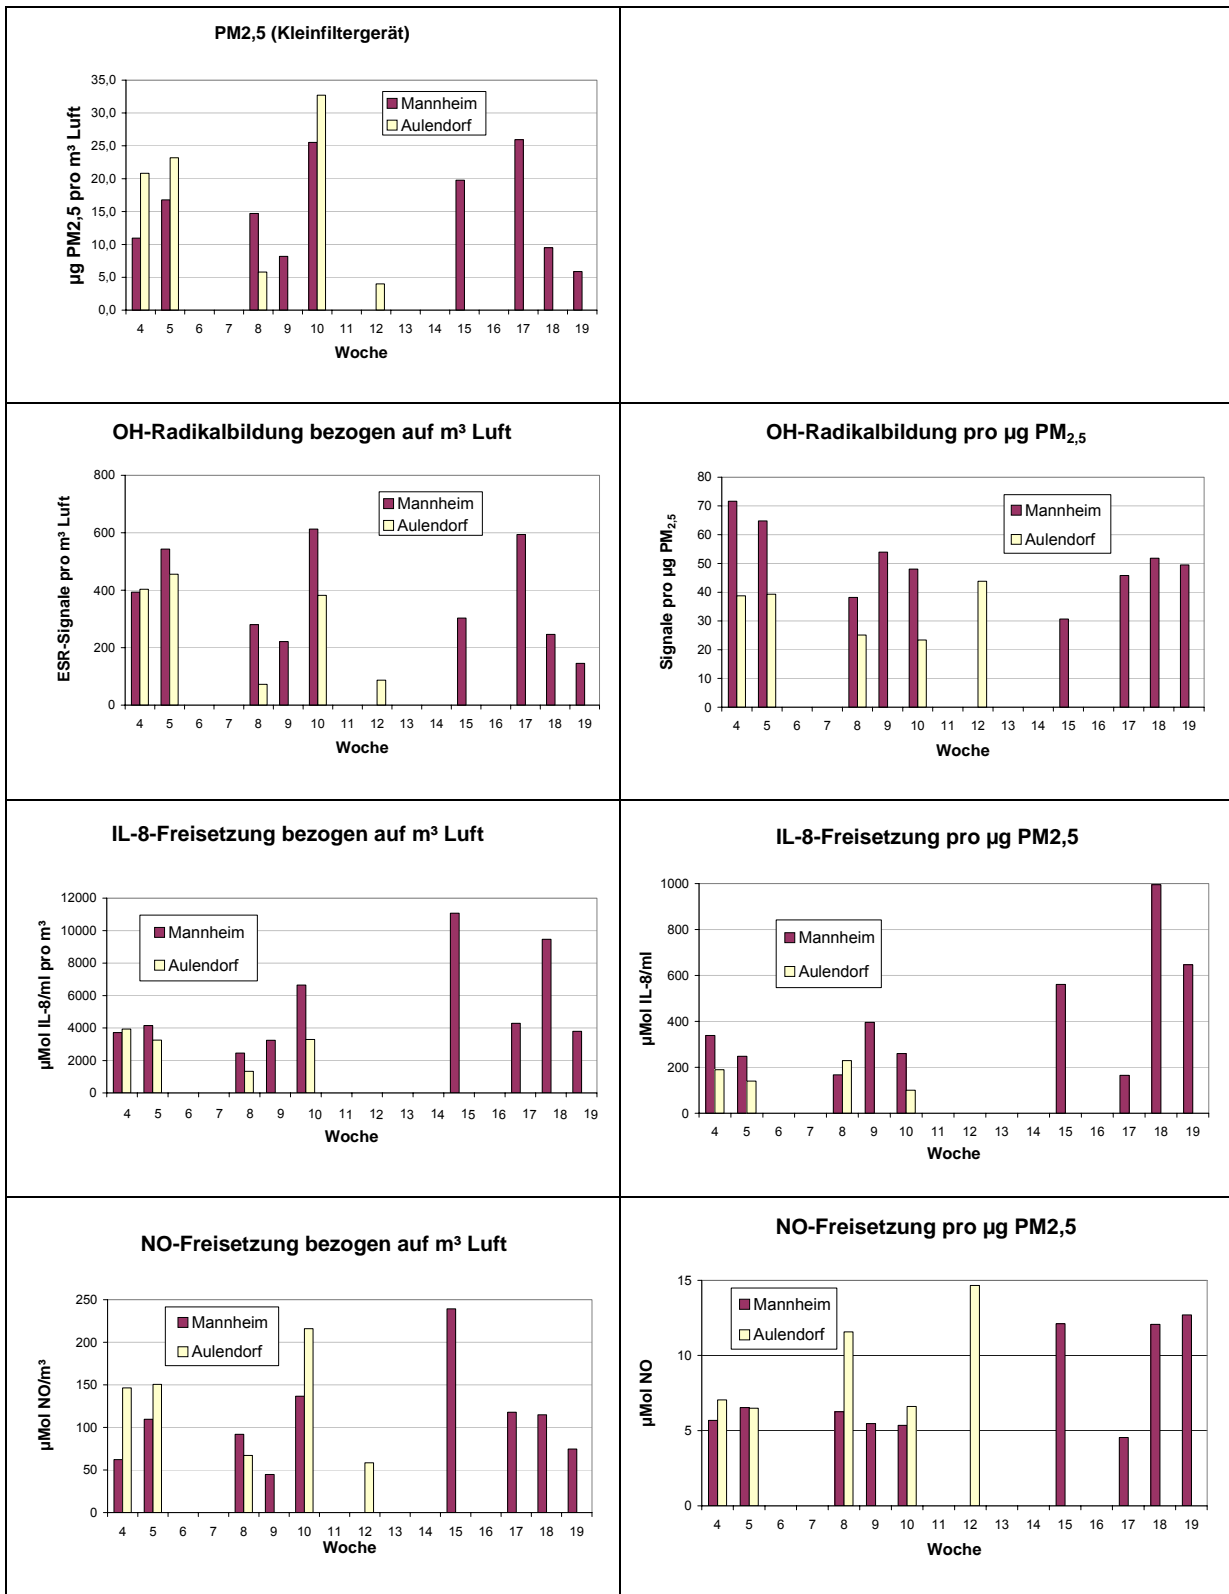 PM2,5 (Kleinfiltergerät)
µg PM2,5 pro m³ Luft
35,0
30,0
25,0
20,0
15,0
10,0
5,0
0,0
Mannheim
Aulendorf
4 5 6 7 8 9 10 11 12 13 14 15 16 17 18 19
Woche
OH-Radikalbildung bezogen auf m³ Luft
ESR-Signale pro m³ Luft
800
600
400
200
0
Mannheim
Aulendorf
4 5 6 7 8 9 10 11 12 13 14 15 16 17 18 19
Woche
OH-Radikalbildung pro µg PM2,5
Signale pro µg PM2,5
80
70
60
50
40
30
20
10
0
Mannheim
Aulendorf
4 5 6 7 8 9 10 11 12 13 14 15 16 17 18 19
Woche
IL-8-Freisetzung bezogen auf m³ Luft
µMol IL-8/ml pro m³
12000
10000
8000
6000
4000
2000
0
Mannheim
Aulendorf
4 5 6 7 8 9 10 11 12 13 14 15 16 17 18 19
Woche
IL-8-Freisetzung pro µg PM2,5
µMol IL-8/ml
1000
800
600
400
200
0
Mannheim
Aulendorf
4 5 6 7 8 9 10 11 12 13 14 15 16 17 18 19
Woche
NO-Freisetzung bezogen auf m³ Luft
µMol NO/m³
250
200
150
100
50
0
Mannheim
Aulendorf
4 5 6 7 8 9 10 11 12 13 14 15 16 17 18 19
Woche
NO-Freisetzung pro µg PM2,5
µMol NO
15
10
5
0
Mannheim
Aulendorf
4 5 6 7 8 9 10 11 12 13 14 15 16 17 18 19
Woche